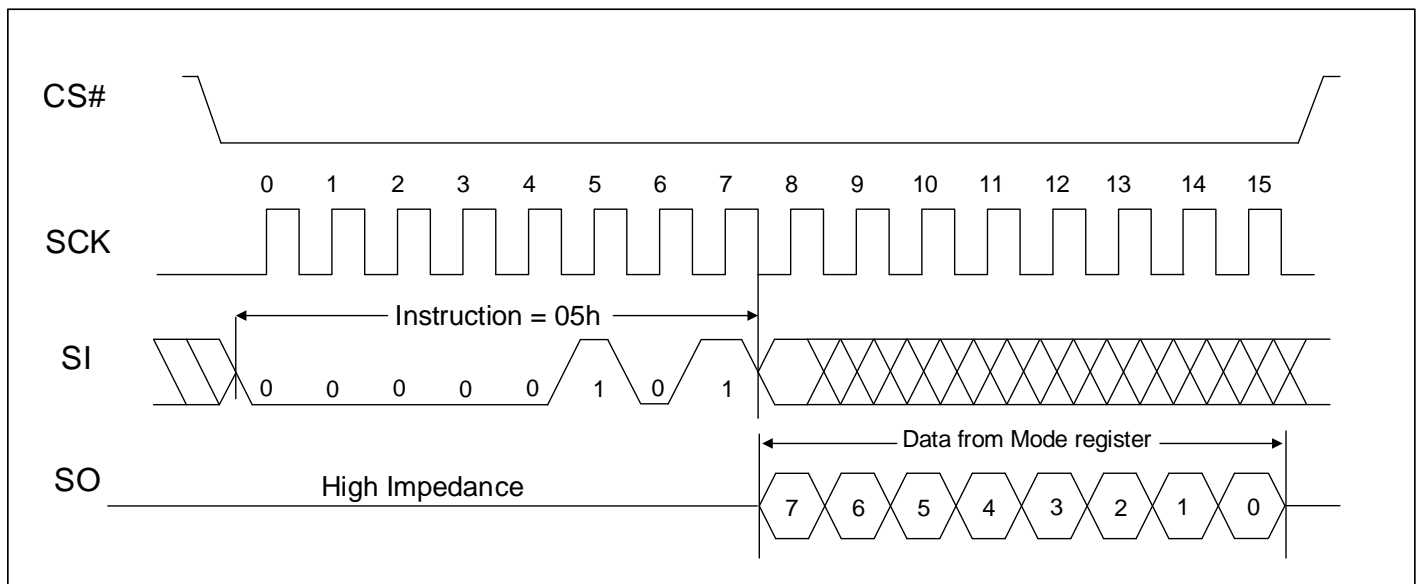 CS#
0 1 2 3 4 5 6 7 8 9 10 11 12 13 14 15
SCK
Instruction = 05h
SI
0 0 0 0 0 1 0 1
Data from Mode register
SO
High Impedance
7 6 5 4 3 2 1 0